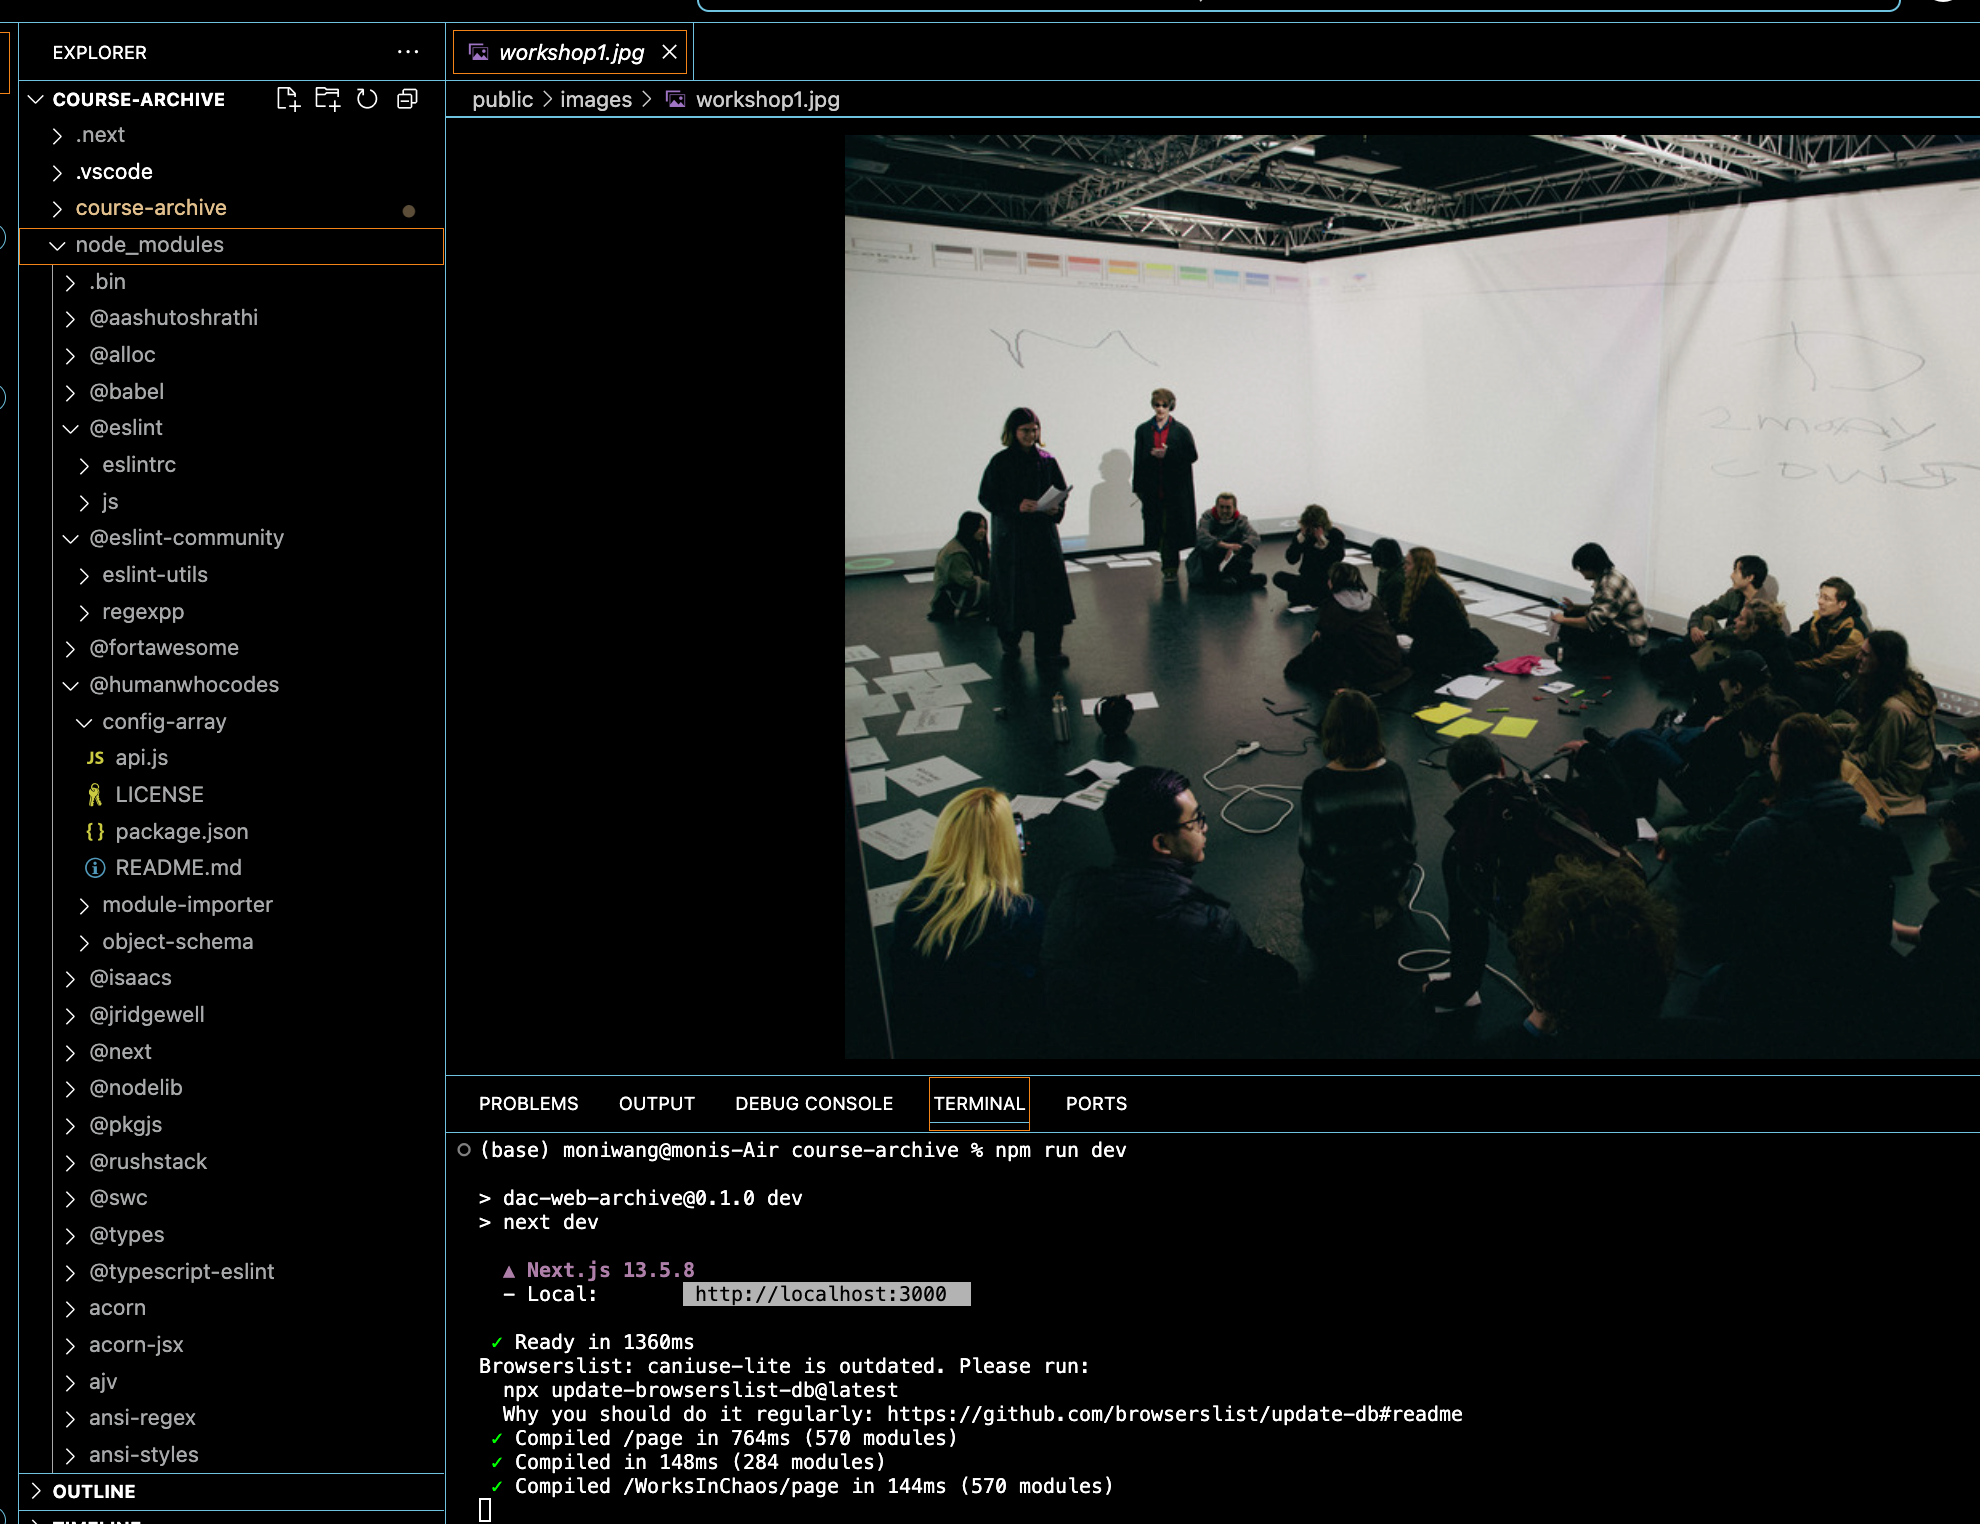 EXPLORER
workshop1.jpg
COURSE-ARCHIVE
public > images > workshop1.jpg
.next
.vscode
course-archive
node_modules
.bin
@aashutoshrathi
@alloc
@babel
@eslint
eslintrc
js
@eslint-community
eslint-utils
regexpp
@fortawesome
@humanwhocodes
config-array
JS api.js
LICENSE
{} package.json
README.md
module-importer
object-schema
@isaacs
@jridgewell
@next
@nodelib
@pkgjs
@rushstack
@swc
@types
@typescript-eslint
acorn
acorn-jsx
ajv
ansi-regex
ansi-styles
OUTLINE
TIMELINE
PROBLEMS OUTPUT DEBUG CONSOLE TERMINAL PORTS
(base) moniwang@monis-Air course-archive % npm run dev
> dac-web-archive@0.1.0 dev
> next dev
▲ Next.js 13.5.8
- Local: http://localhost:3000
✓ Ready in 1360ms
Browserslist: caniuse-lite is outdated. Please run:
npx update-browserslist-db@latest
Why you should do it regularly: https://github.com/browserslist/update-db#readme
✓ Compiled /page in 764ms (570 modules)
✓ Compiled in 148ms (284 modules)
✓ Compiled /WorksInChaos/page in 144ms (570 modules)